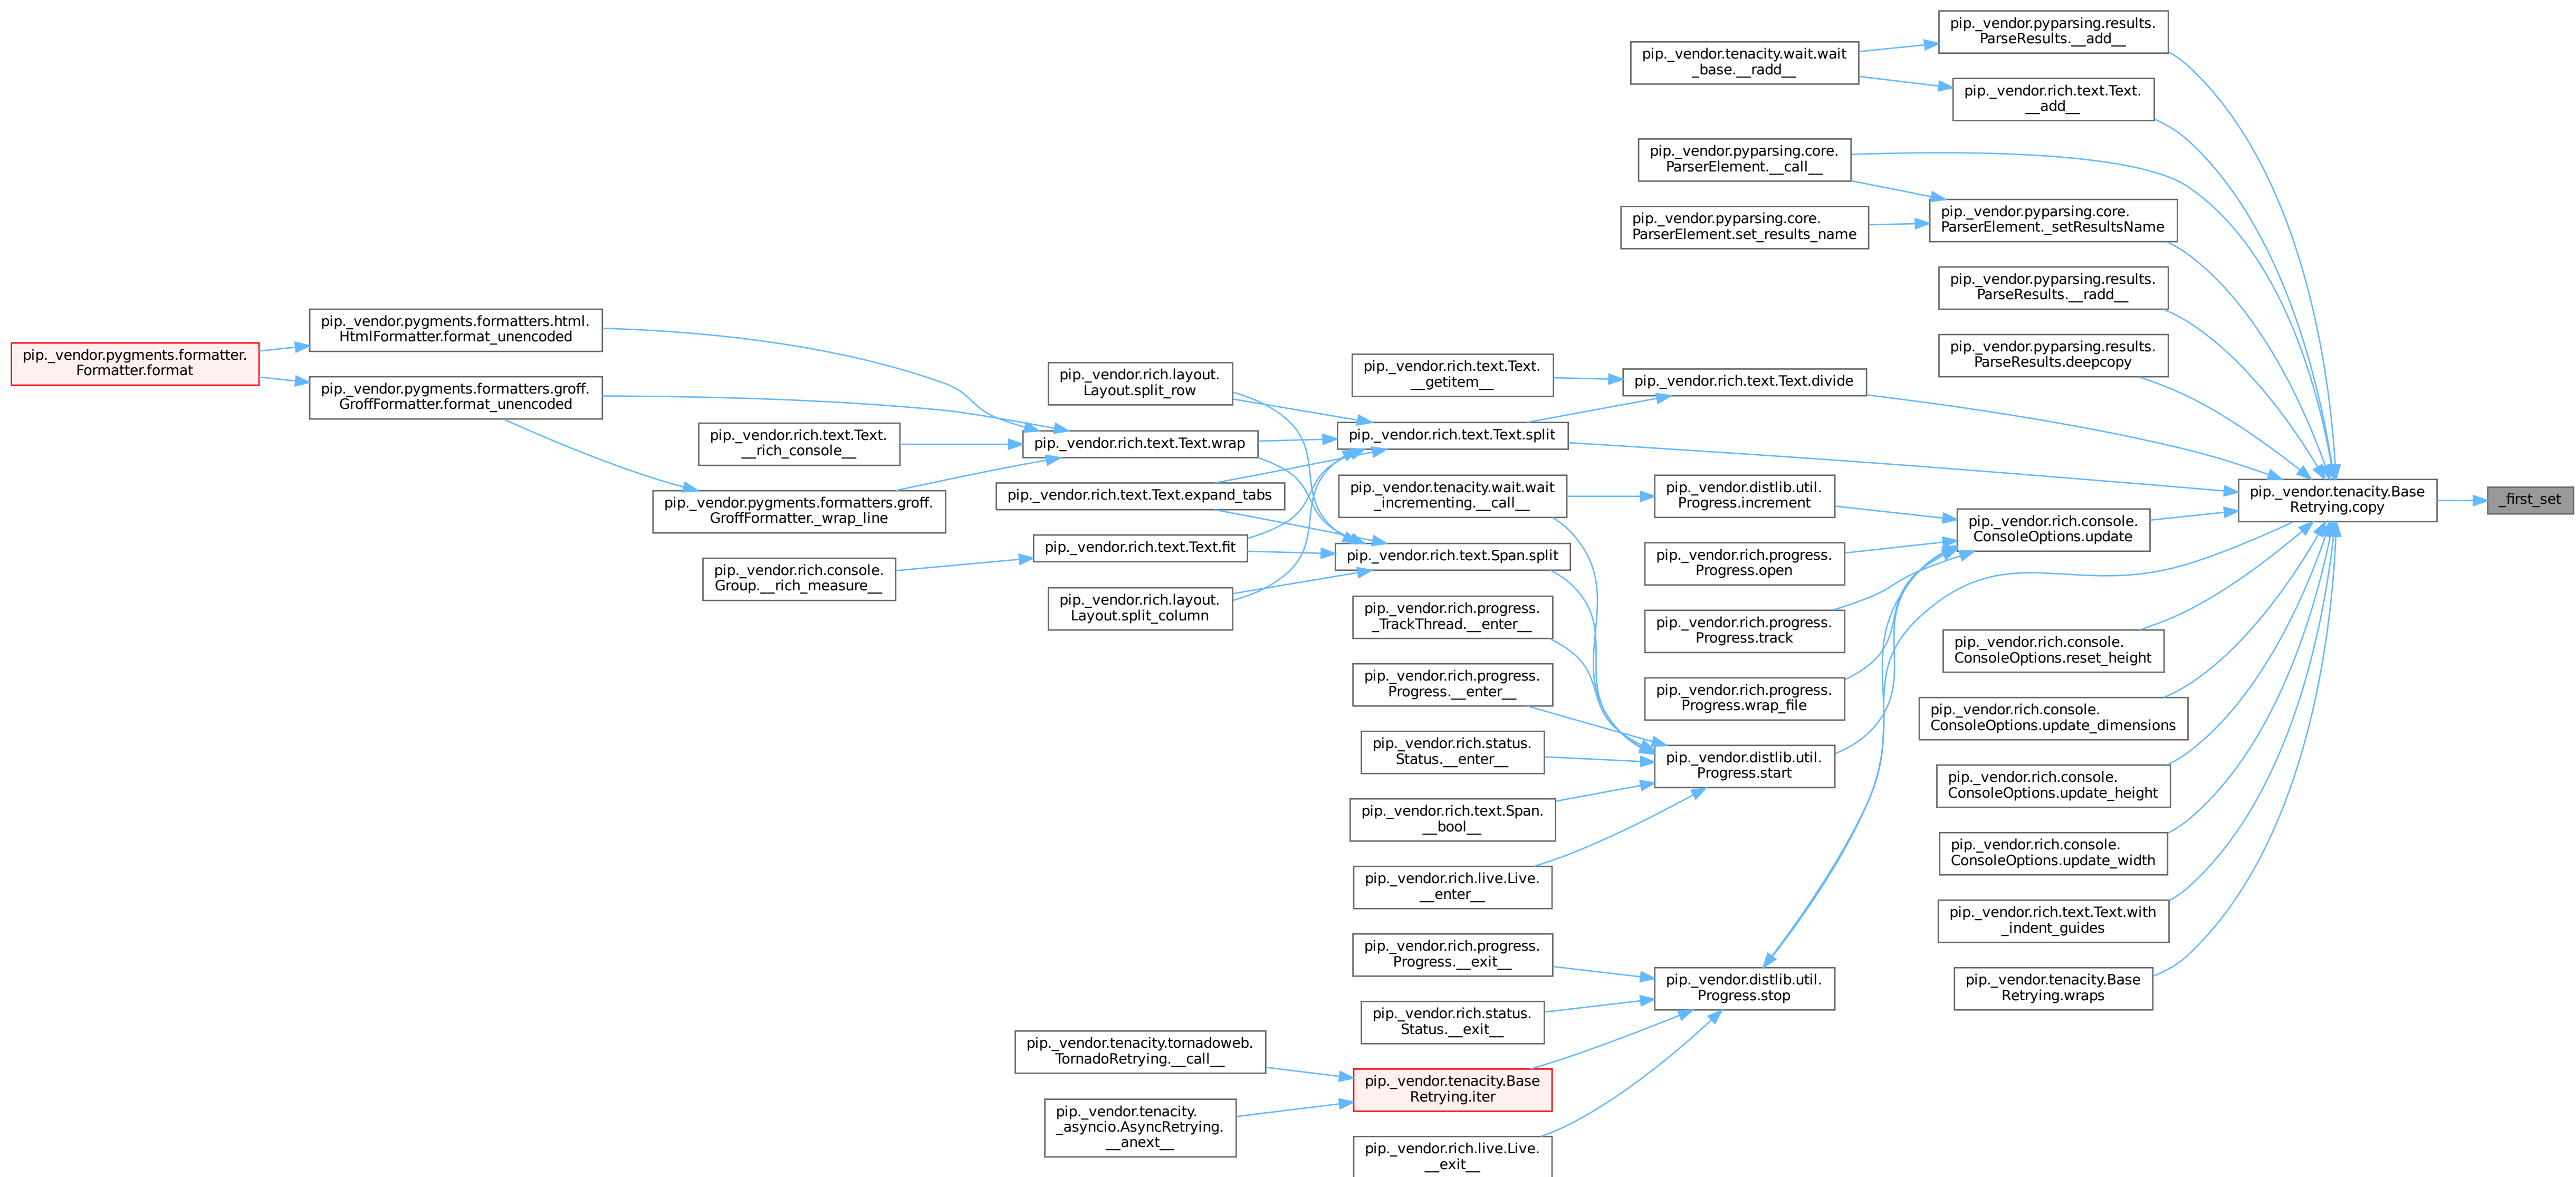 pip._vendor.pyparsing.results.
ParseResults.__add__
pip._vendor.tenacity.wait.wait
_base.__radd__
pip._vendor.rich.text.Text.
__add__
pip._vendor.pyparsing.core.
ParserElement.__call__
pip._vendor.pyparsing.core.
ParserElement._setResultsName
pip._vendor.pyparsing.core.
ParserElement.set_results_name
pip._vendor.pyparsing.results.
ParseResults.__radd__
pip._vendor.pygments.formatters.html.
HtmlFormatter.format_unencoded
pip._vendor.pygments.formatter.
Formatter.format
pip._vendor.pygments.formatters.groff.
GroffFormatter.format_unencoded
pip._vendor.rich.layout.
Layout.split_row
pip._vendor.rich.text.Text.
__getitem__
pip._vendor.rich.text.Text.divide
pip._vendor.pyparsing.results.
ParseResults.deepcopy
pip._vendor.rich.text.Text.
__rich_console__
pip._vendor.rich.text.Text.wrap
pip._vendor.rich.text.Text.split
pip._vendor.pygments.formatters.groff.
GroffFormatter._wrap_line
pip._vendor.rich.text.Text.expand_tabs
pip._vendor.tenacity.wait.wait
_incrementing.__call__
pip._vendor.distlib.util.
Progress.increment
pip._vendor.tenacity.Base
Retrying.copy
_first_set
pip._vendor.rich.console.
ConsoleOptions.update
pip._vendor.rich.text.Text.fit
pip._vendor.rich.text.Span.split
pip._vendor.rich.progress.
Progress.open
pip._vendor.rich.console.
Group.__rich_measure__
pip._vendor.rich.layout.
Layout.split_column
pip._vendor.rich.progress.
_TrackThread.__enter__
pip._vendor.rich.progress.
Progress.track
pip._vendor.rich.console.
ConsoleOptions.reset_height
pip._vendor.rich.progress.
Progress.__enter__
pip._vendor.rich.progress.
Progress.wrap_file
pip._vendor.rich.console.
ConsoleOptions.update_dimensions
pip._vendor.rich.status.
Status.__enter__
pip._vendor.distlib.util.
Progress.start
pip._vendor.rich.console.
ConsoleOptions.update_height
pip._vendor.rich.text.Span.
__bool__
pip._vendor.rich.console.
ConsoleOptions.update_width
pip._vendor.rich.live.Live.
__enter__
pip._vendor.rich.text.Text.with
_indent_guides
pip._vendor.rich.progress.
Progress.__exit__
pip._vendor.distlib.util.
Progress.stop
pip._vendor.tenacity.Base
Retrying.wraps
pip._vendor.rich.status.
Status.__exit__
pip._vendor.tenacity.tornadoweb.
TornadoRetrying.__call__
pip._vendor.tenacity.Base
Retrying.iter
pip._vendor.tenacity.
_asyncio.AsyncRetrying.
__anext__
pip._vendor.rich.live.Live.
__exit__